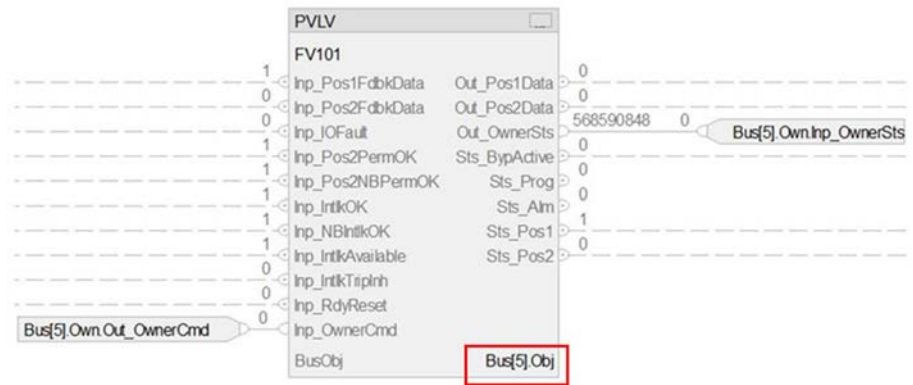 PVLV ...
FV101
1 Inp_Pos1FdbkData Out_Pos1Data 0
0 Inp_Pos2FdbkData Out_Pos2Data 0
0 Inp_IOFault Out_OwnerSts 568590848 0 Bus[5].Own.Inp_OwnerSts
1 Inp_Pos2PermOK Sts_BypActive 0
1 Inp_Pos2NBPermOK Sts_Prog 0
1 Inp_IntlkOK Sts_Alm 0
1 Inp_NBIntlkOK Sts_Pos1 1
1 Inp_IntlkAvailable Sts_Pos2 0
0 Inp_IntlkTripInh
0 Inp_RdyReset
Bus[5].Own.Out_OwnerCmd 0 Inp_OwnerCmd
BusObj Bus[5].Obj